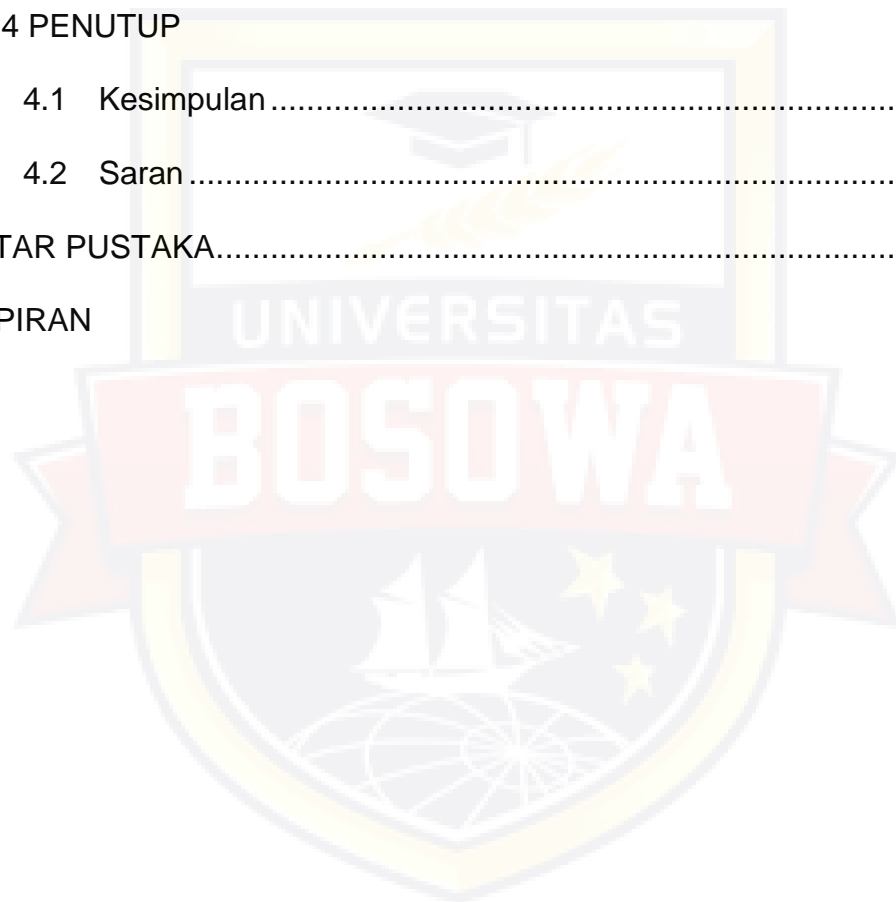 4 PENUTUP
4.1 Kesimpulan ..........................................................................
4.2 Saran ..........................................................................
TAR PUSTAKA..........................................................................
PIRAN
UNIVERSITAS
BOSOWA